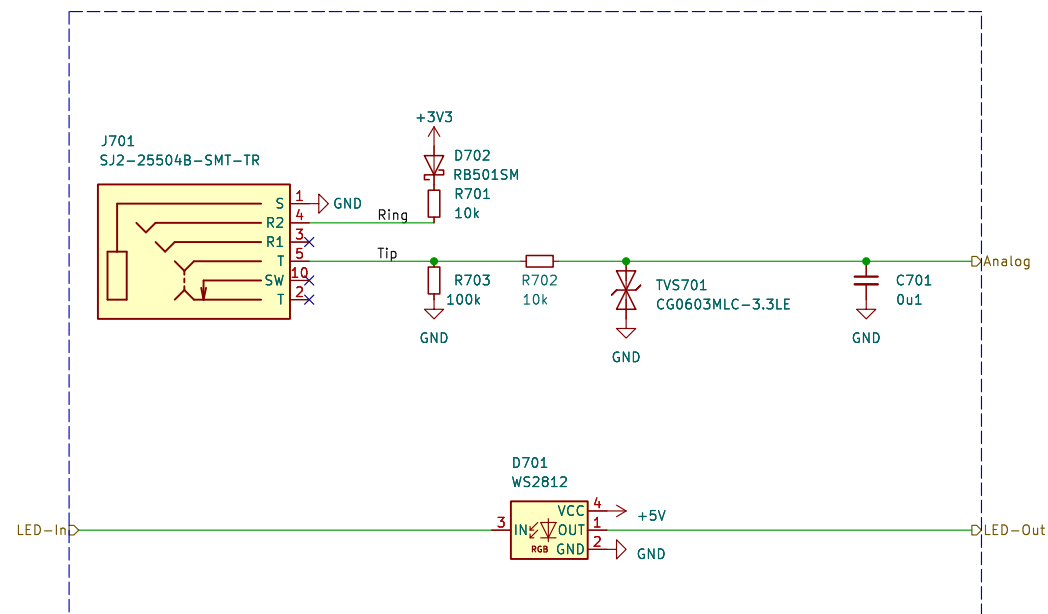 +3V3
J701
SJ2-25504B-SMT-TR
D702
RB501SM
R701
10k
S 1 GND
R2 4 Ring
R1 3
T 5 Tip
SW 10
T 2
R703
100k
GND
R702
10k
TVS701
CG0603MLC-3.3LE
GND
C701
0u1
GND
Analog
D701
WS2812
VCC 4 +5V
LED-In 3 IN OUT 1 LED-Out
RGB GND 2 GND